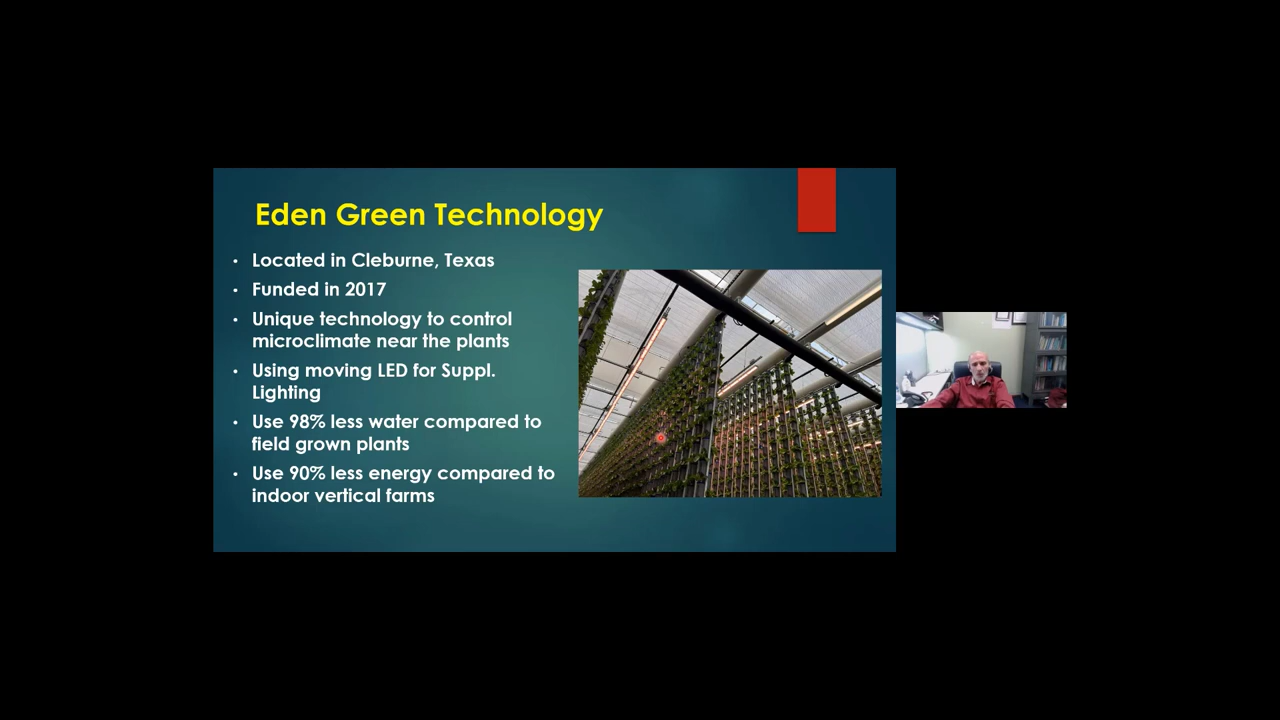 Eden Green Technology
• Located in Cleburne, Texas
• Funded in 2017
• Unique technology to control
microclimate near the plants
• Using moving LED for Suppl.
Lighting
• Use 98% less water compared to
field grown plants
• Use 90% less energy compared to
indoor vertical farms